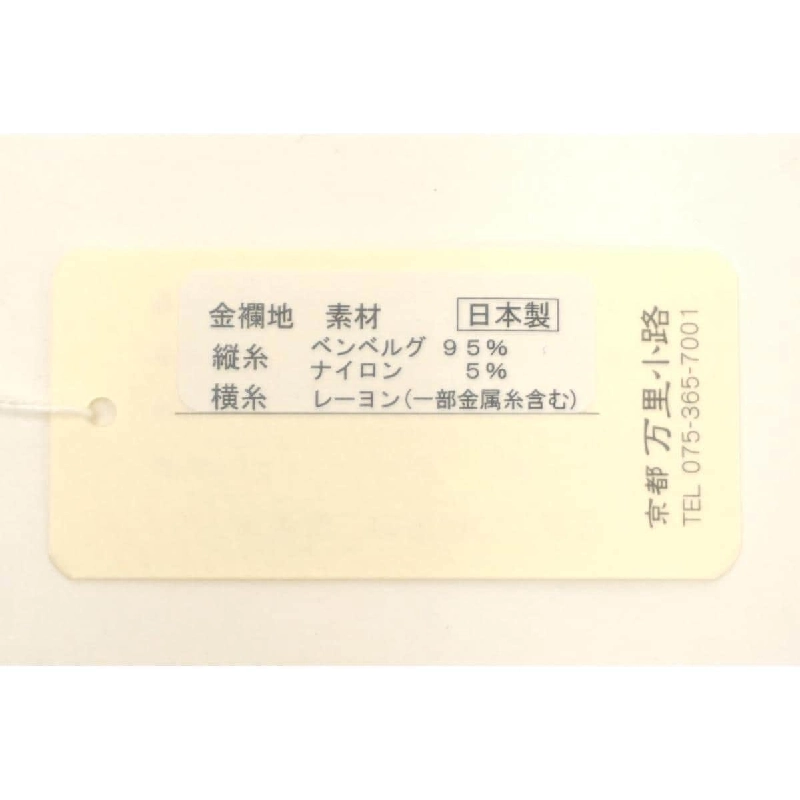 金襴地 素材 日本製
縦糸 ベンベルグ 95%
ナイロン 5%
横糸 レーヨン(一部金属糸含む)
京都 万里小路
TEL 075-365-7001